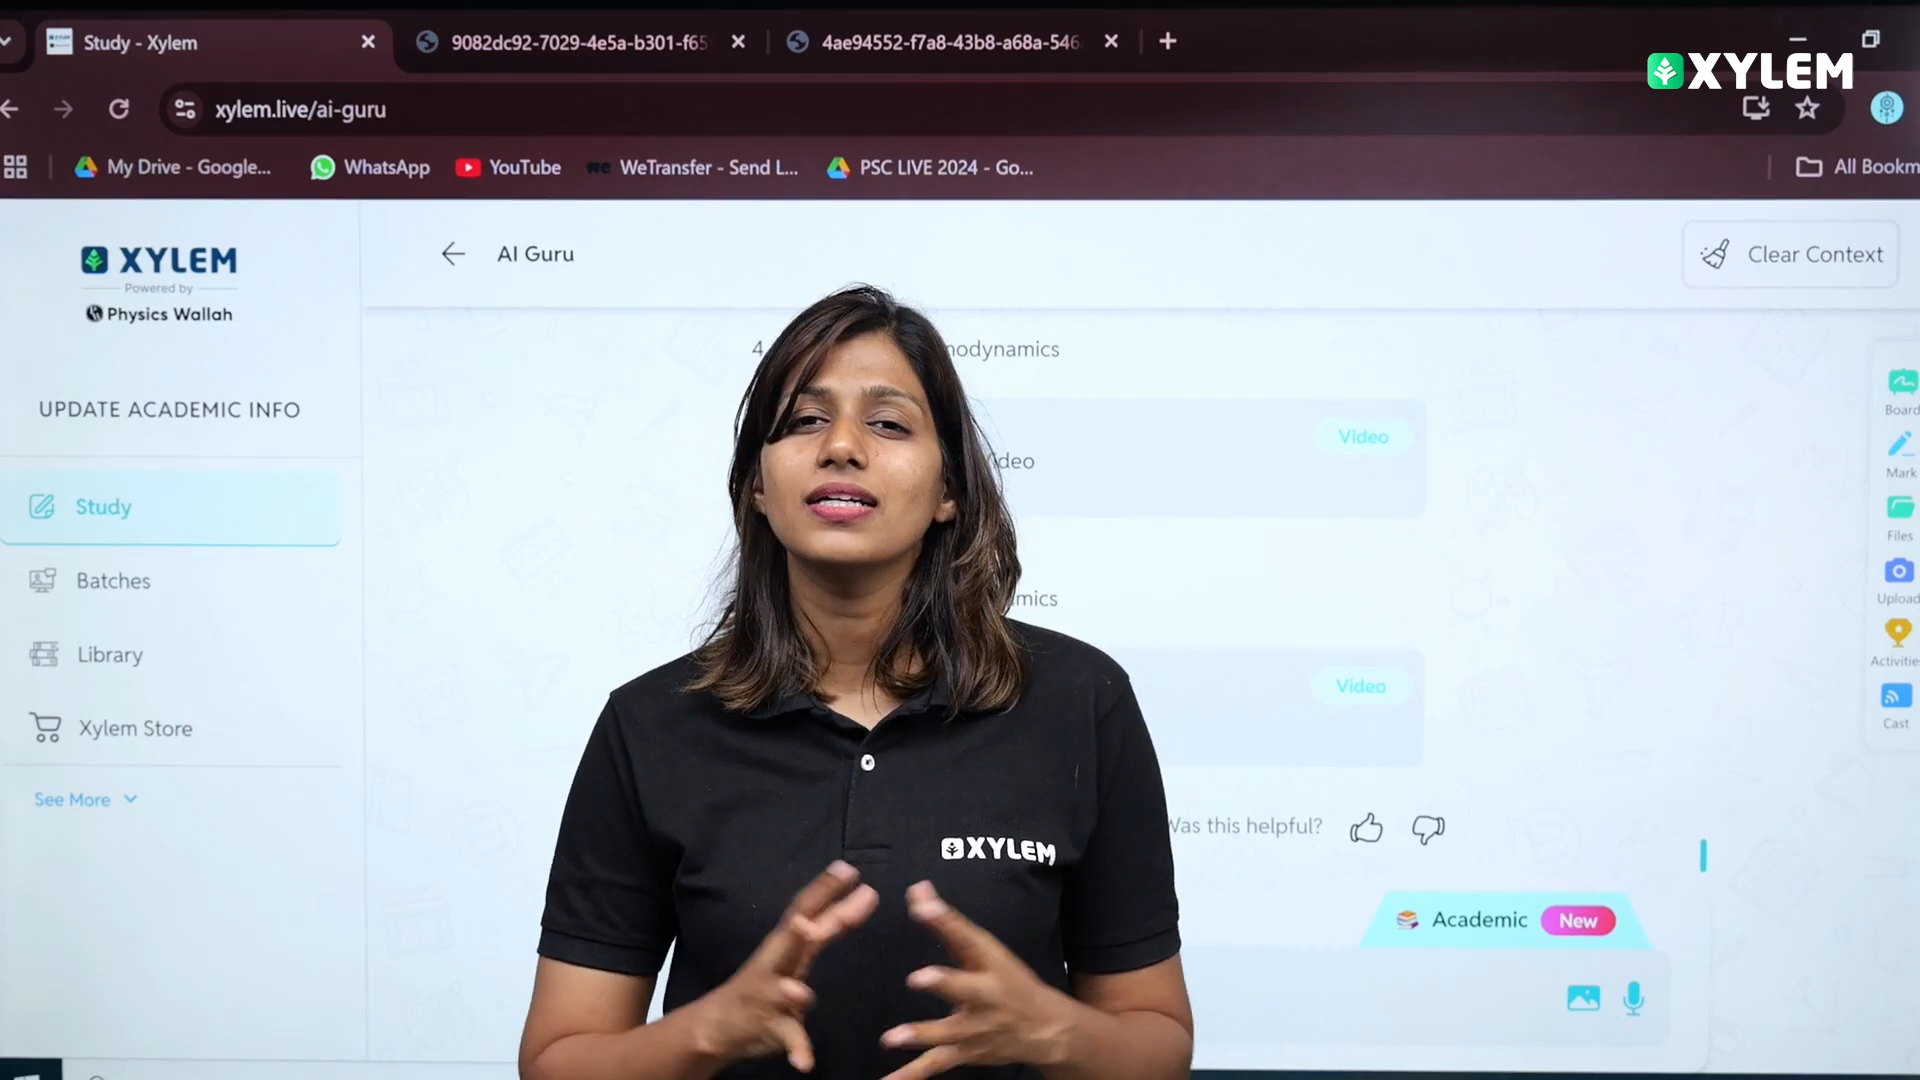 Study - Xylem
9082dc92-7029-4e5a-b301-f65
4ae94552-f7a8-43b8-a68a-546
XYLEM
xylem.live/ai-guru
My Drive - Google...
WhatsApp
YouTube
WeTransfer - Send L...
PSC LIVE 2024 - Go...
All Bookm
XYLEM
Powered by
Physics Wallah
AI Guru
Clear Context
4
modynamics
UPDATE ACADEMIC INFO
Video
ideo
Study
Batches
Library
Xylem Store
See More
mics
Video
Was this helpful?
XYLEM
Academic
New
Board
Mark
Files
Upload
Activitie
Cast